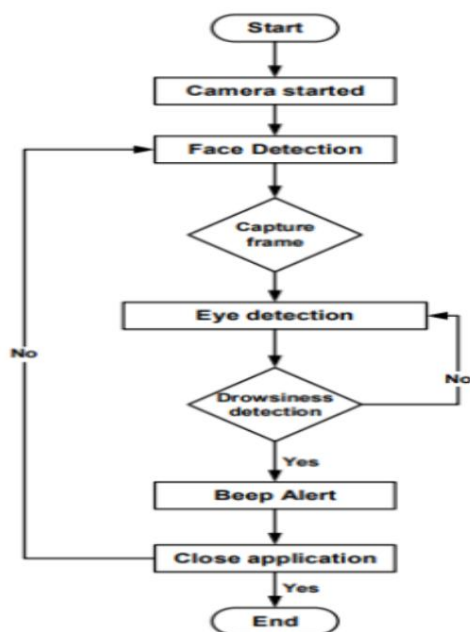 Start
Camera started
Face Detection
Capture
frame
Eye detection
No
No
Drowsiness
detection
Yes
Beep Alert
Close application
Yes
End